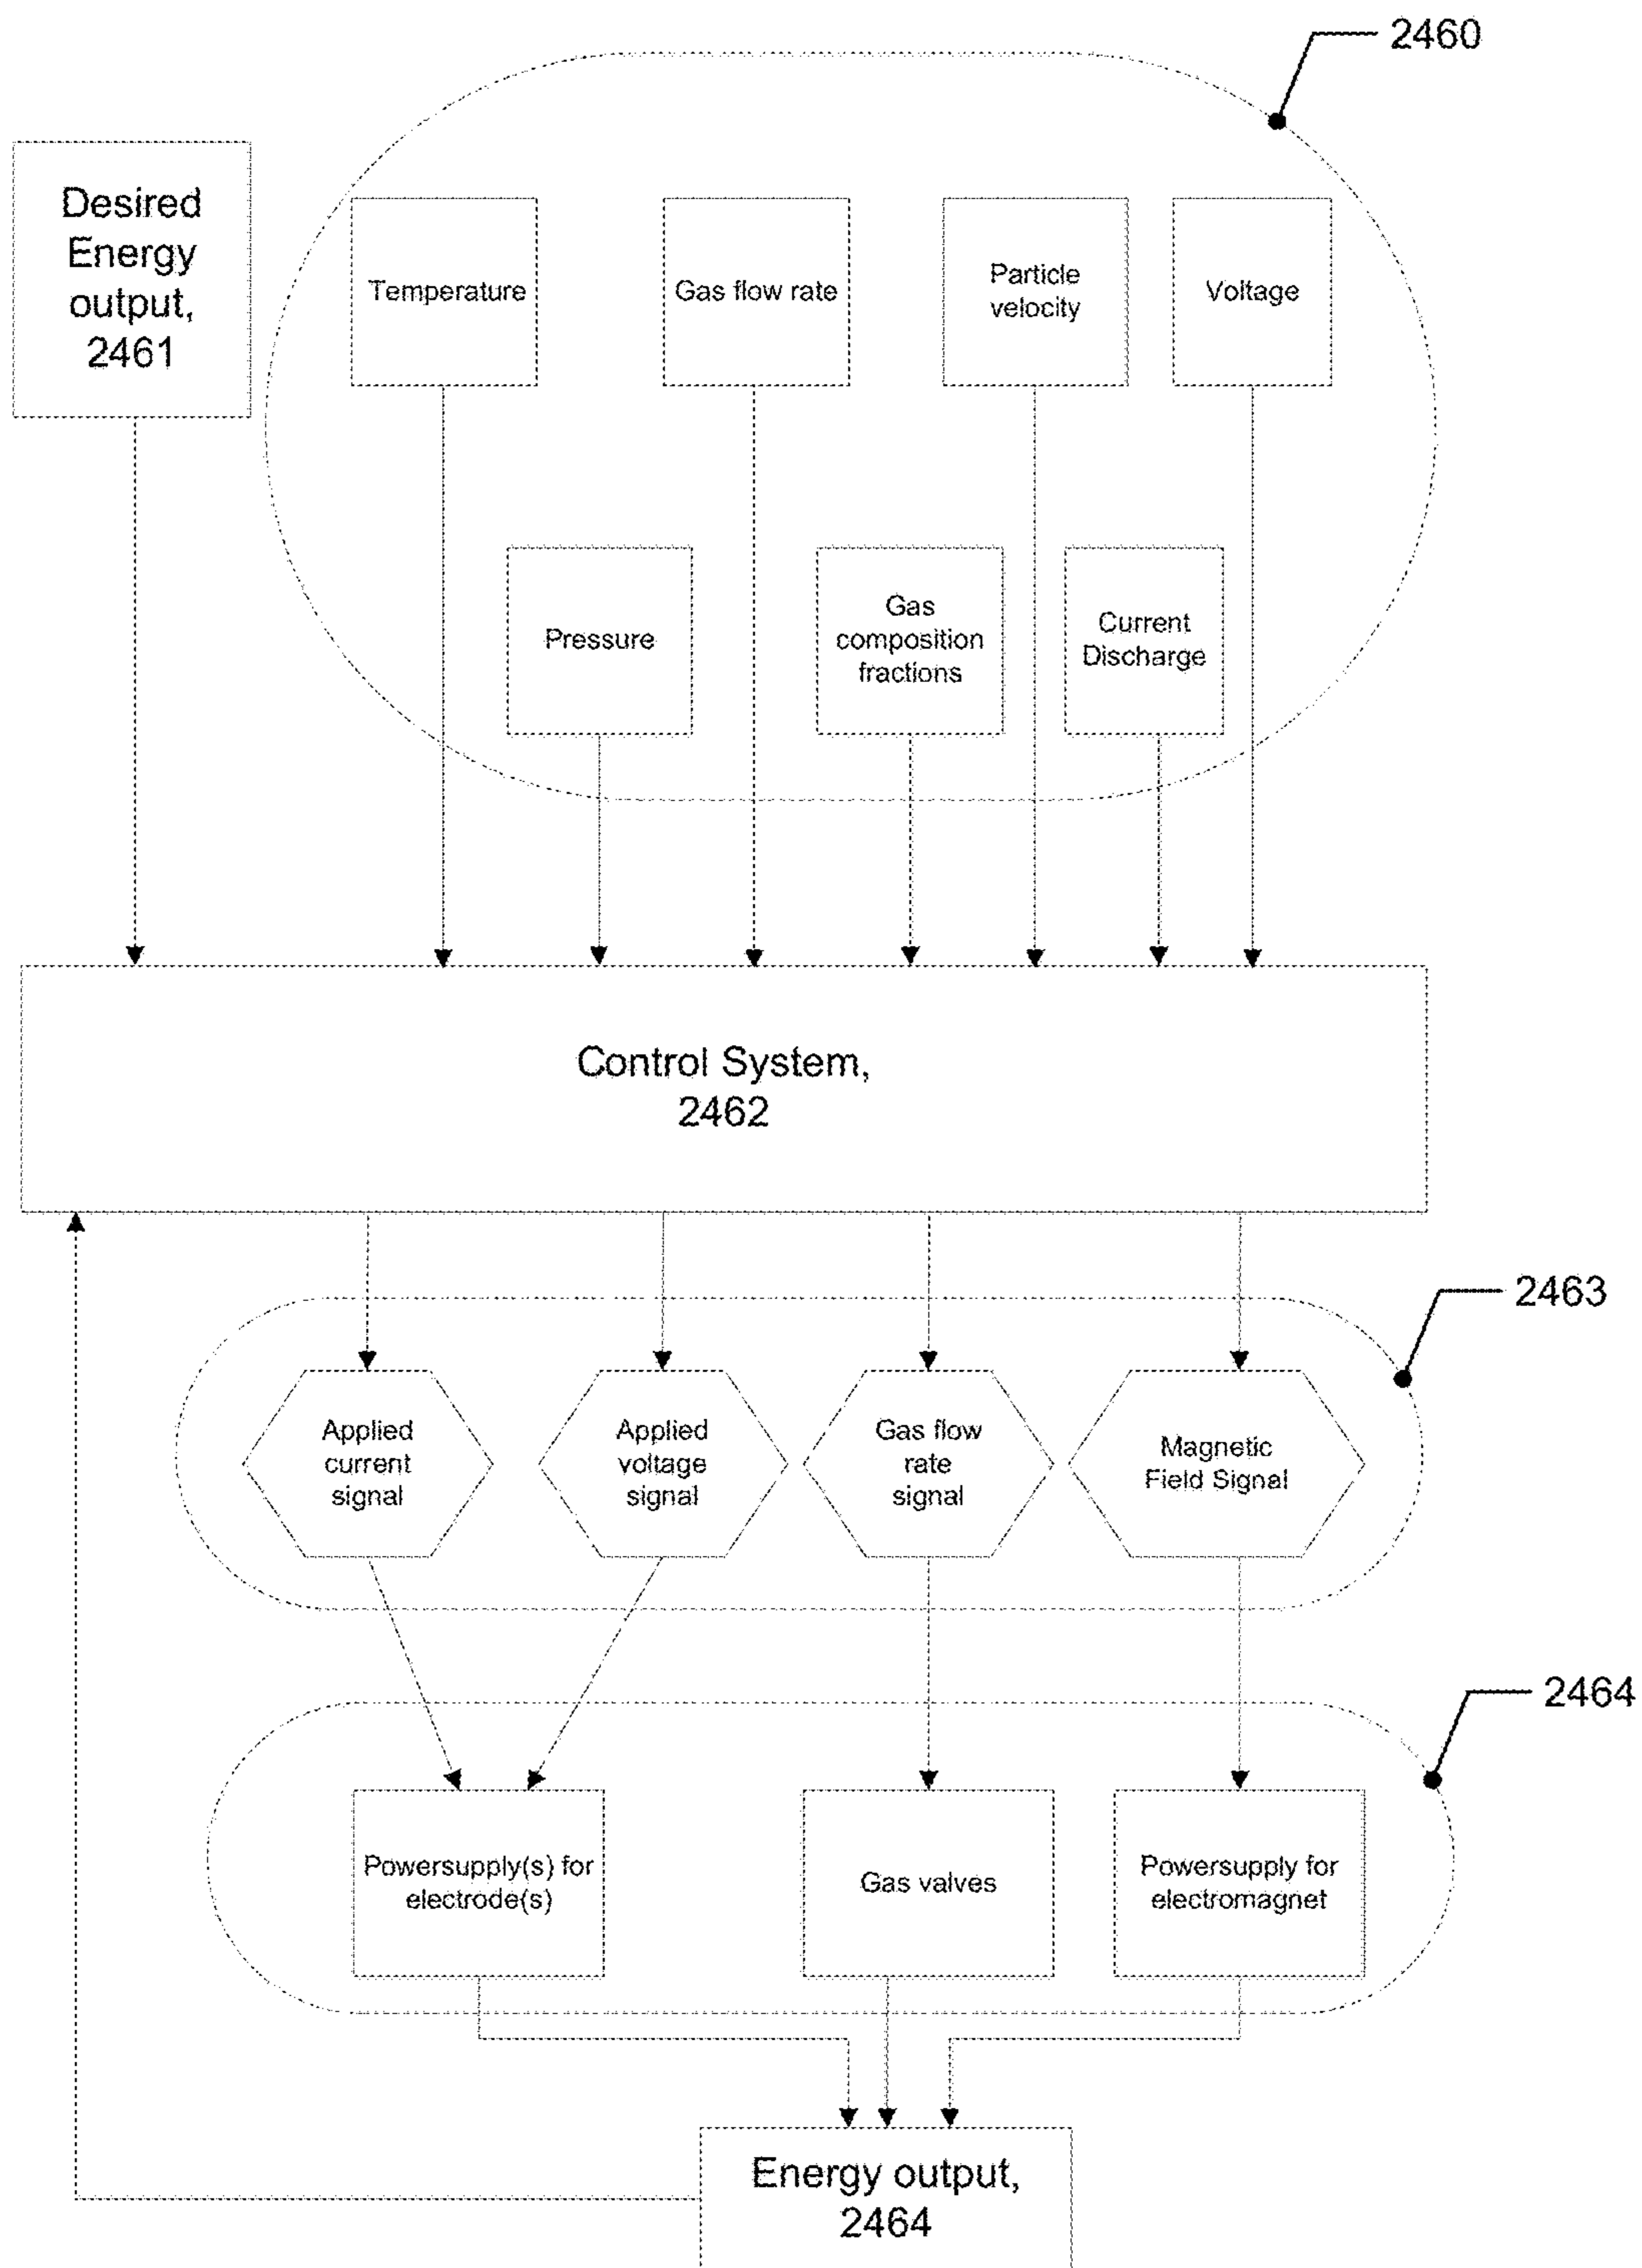 2460
Desired
Energy
output,
2461
Temperature
Gas flow rate
Particle
velocity
Voltage
Pressure
Gas
composition
fractions
Current
Discharge
Control System,
2462
2463
Applied
current
signal
Applied
voltage
signal
Gas flow
rate
signal
Magnetic
Field Signal
2464
Powersupply(s) for
electrode(s)
Gas valves
Powersupply for
electromagnet
Energy output,
2464